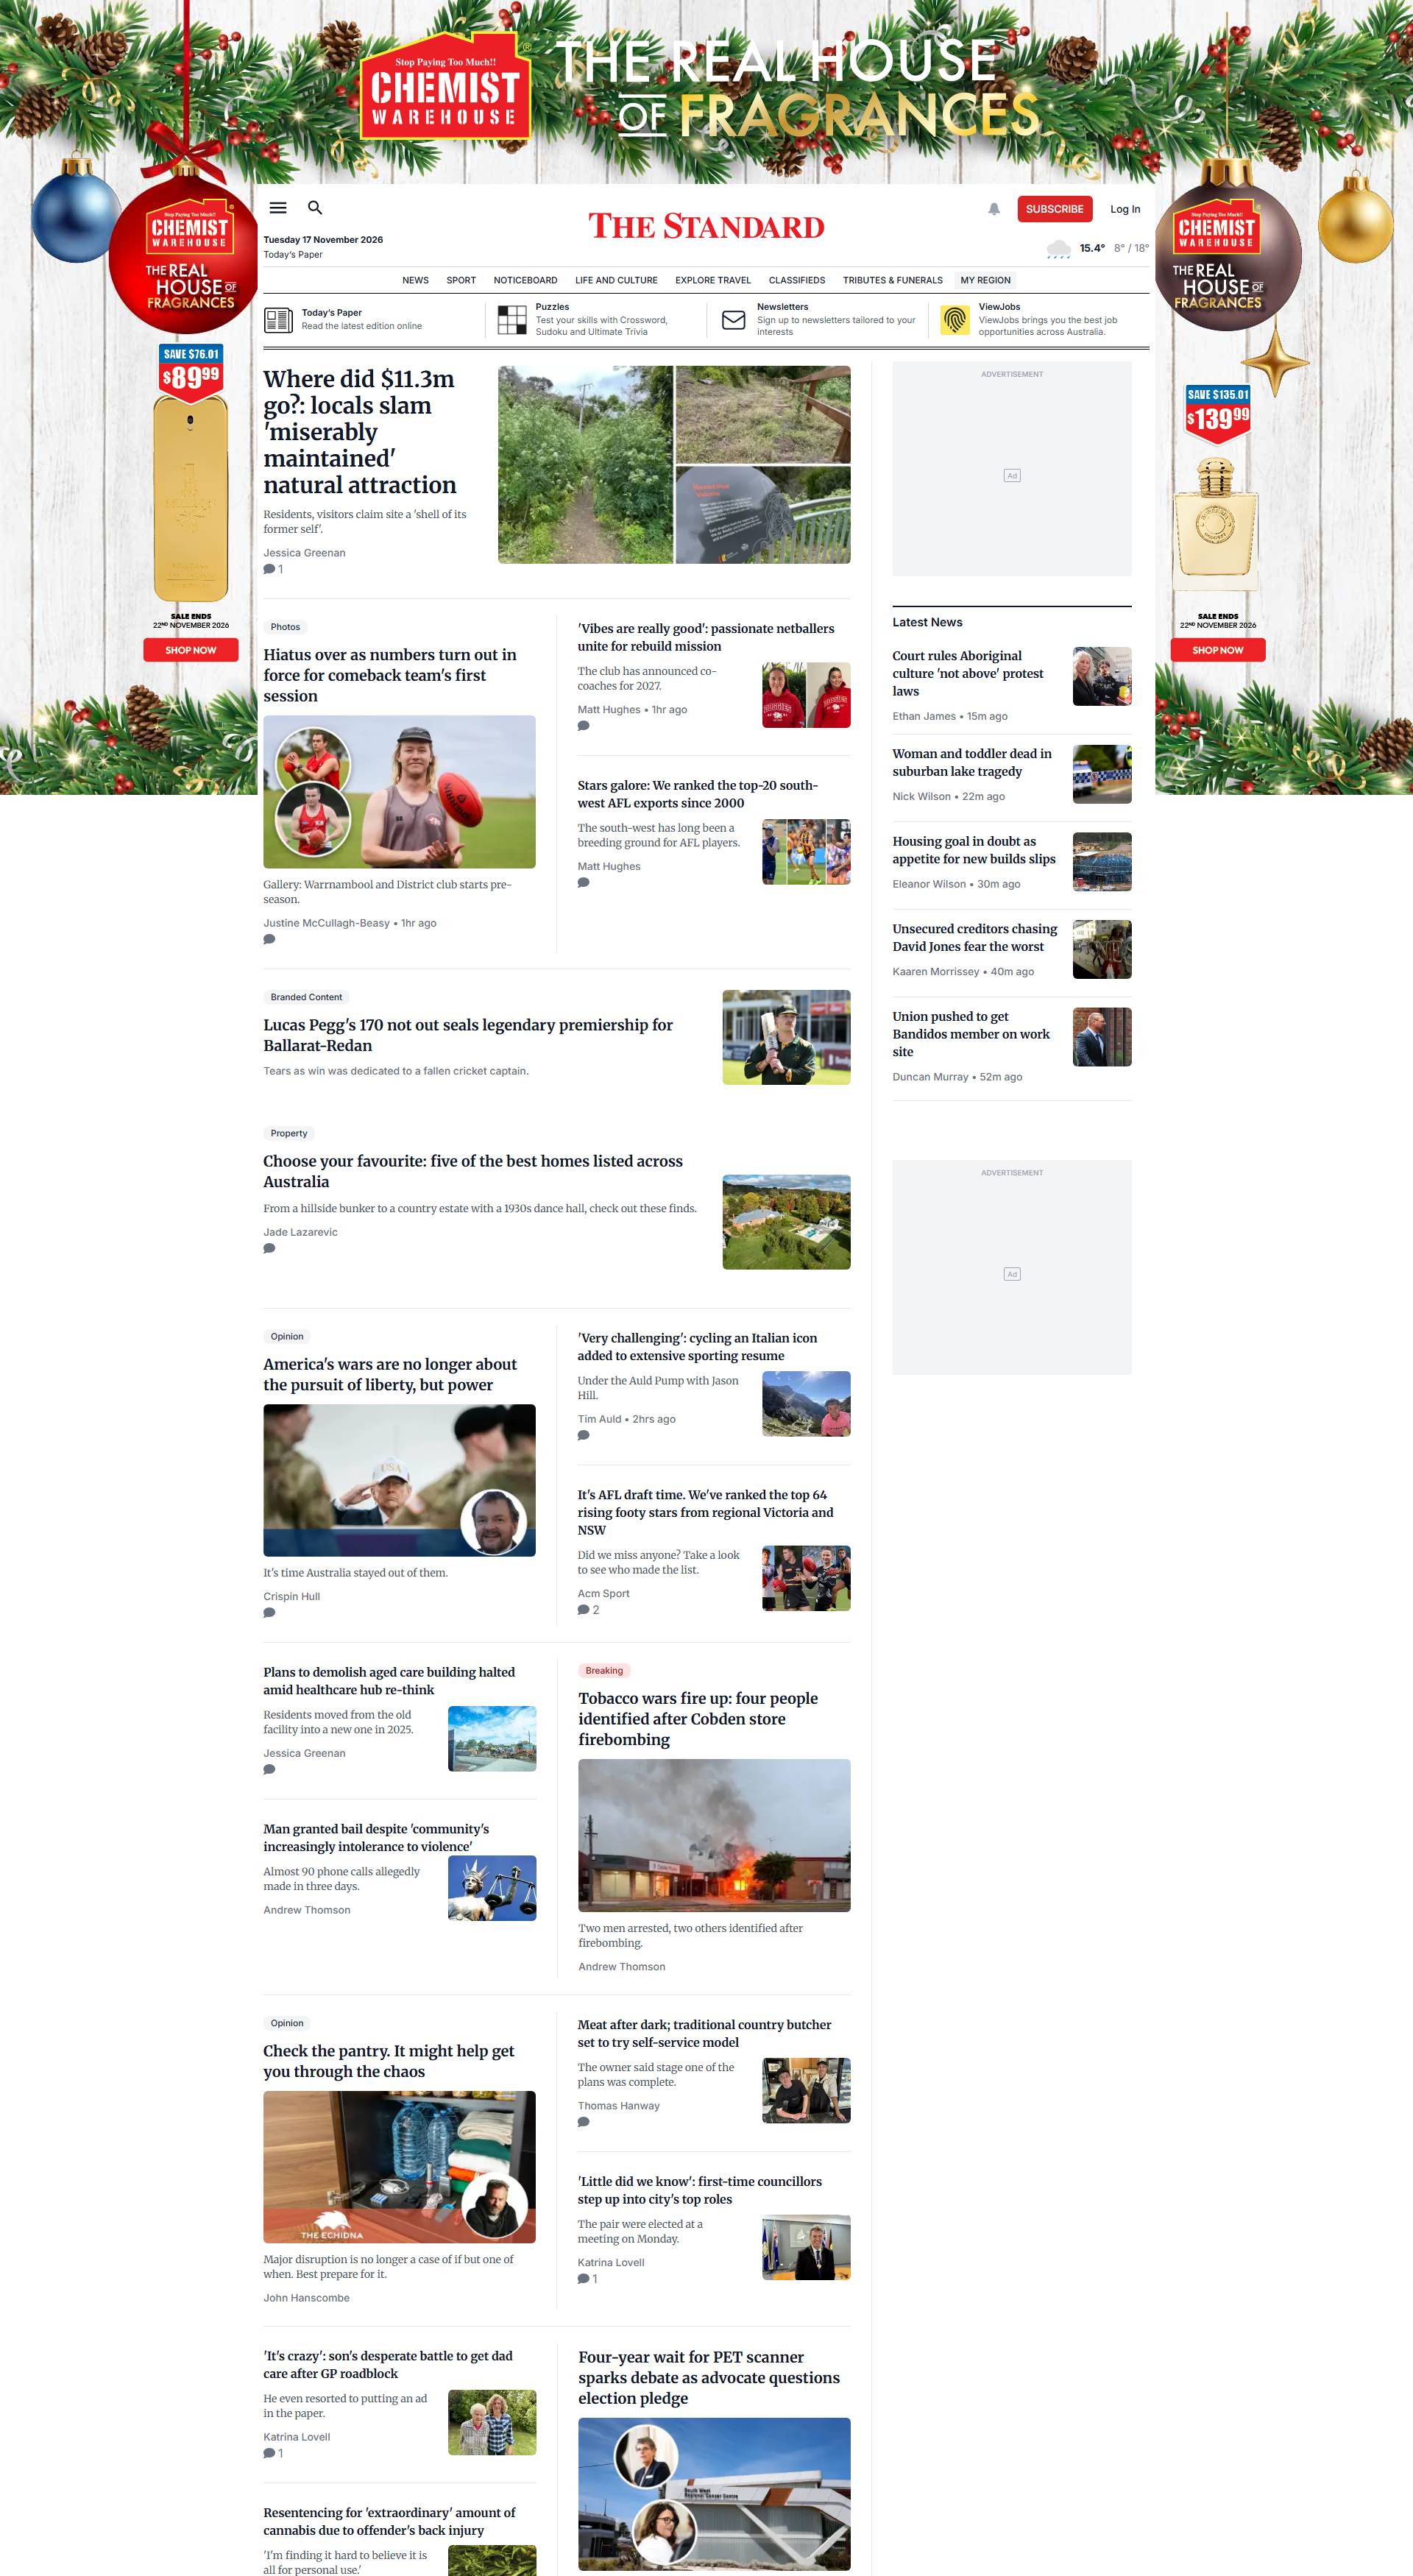 Stop Paying Too Much!!
CHEMIST
WAREHOUSE
®
THE REAL HOUSE
OF FRAGRANCES
Stop Paying Too Much!!
CHEMIST
WAREHOUSE
THE REAL
HOUSE OF
FRAGRANCES
SAVE $76.01
$8999
SALE ENDS
22ND NOVEMBER 2026
SHOP NOW
Stop Paying Too Much!!
CHEMIST
WAREHOUSE
THE REAL
HOUSE OF
FRAGRANCES
SAVE $135.01
$13999
SALE ENDS
22ND NOVEMBER 2026
SHOP NOW
THE STANDARD
SUBSCRIBE
Log In
Tuesday 17 November 2026
Today's Paper
15.4° 8° / 18°
NEWS SPORT NOTICEBOARD LIFE AND CULTURE EXPLORE TRAVEL CLASSIFIEDS TRIBUTES & FUNERALS MY REGION
Today's Paper
Read the latest edition online
Puzzles
Test your skills with Crossword,
Sudoku and Ultimate Trivia
Newsletters
Sign up to newsletters tailored to your
interests
ViewJobs
ViewJobs brings you the best job
opportunities across Australia.
Where did $11.3m
go?: locals slam
'miserably
maintained'
natural attraction
Residents, visitors claim site a 'shell of its
former self'.
Jessica Greenan
1
Photos
Hiatus over as numbers turn out in
force for comeback team's first
session
Gallery: Warrnambool and District club starts pre-
season.
Justine McCullagh-Beasy • 1hr ago
'Vibes are really good': passionate netballers
unite for rebuild mission
The club has announced co-
coaches for 2027.
Matt Hughes • 1hr ago
Stars galore: We ranked the top-20 south-
west AFL exports since 2000
The south-west has long been a
breeding ground for AFL players.
Matt Hughes
Branded Content
Lucas Pegg's 170 not out seals legendary premiership for
Ballarat-Redan
Tears as win was dedicated to a fallen cricket captain.
Property
Choose your favourite: five of the best homes listed across
Australia
From a hillside bunker to a country estate with a 1930s dance hall, check out these finds.
Jade Lazarevic
Opinion
America's wars are no longer about
the pursuit of liberty, but power
USA
It's time Australia stayed out of them.
Crispin Hull
'Very challenging': cycling an Italian icon
added to extensive sporting resume
Under the Auld Pump with Jason
Hill.
Tim Auld • 2hrs ago
It's AFL draft time. We've ranked the top 64
rising footy stars from regional Victoria and
NSW
Did we miss anyone? Take a look
to see who made the list.
Acm Sport
2
Plans to demolish aged care building halted
amid healthcare hub re-think
Residents moved from the old
facility into a new one in 2025.
Jessica Greenan
Man granted bail despite 'community's
increasingly intolerance to violence'
Almost 90 phone calls allegedly
made in three days.
Andrew Thomson
Breaking
Tobacco wars fire up: four people
identified after Cobden store
firebombing
Two men arrested, two others identified after
firebombing.
Andrew Thomson
Opinion
Check the pantry. It might help get
you through the chaos
THE ECHIDNA
Major disruption is no longer a case of if but one of
when. Best prepare for it.
John Hanscombe
Meat after dark; traditional country butcher
set to try self-service model
The owner said stage one of the
plans was complete.
Thomas Hanway
'Little did we know': first-time councillors
step up into city's top roles
The pair were elected at a
meeting on Monday.
Katrina Lovell
1
'It's crazy': son's desperate battle to get dad
care after GP roadblock
He even resorted to putting an ad
in the paper.
Katrina Lovell
1
Resentencing for 'extraordinary' amount of
cannabis due to offender's back injury
'I'm finding it hard to believe it is
all for personal use.'
Four-year wait for PET scanner
sparks debate as advocate questions
election pledge
South West
Regional Cancer Centre
ADVERTISEMENT
Ad
Latest News
Court rules Aboriginal
culture 'not above' protest
laws
Ethan James • 15m ago
Woman and toddler dead in
suburban lake tragedy
Nick Wilson • 22m ago
Housing goal in doubt as
appetite for new builds slips
Eleanor Wilson • 30m ago
Unsecured creditors chasing
David Jones fear the worst
Kaaren Morrissey • 40m ago
Union pushed to get
Bandidos member on work
site
Duncan Murray • 52m ago
ADVERTISEMENT
Ad